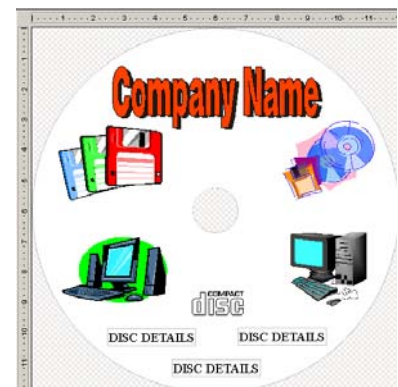 Company Name
COMPACT
disc
DISC DETAILS DISC DETAILS
DISC DETAILS